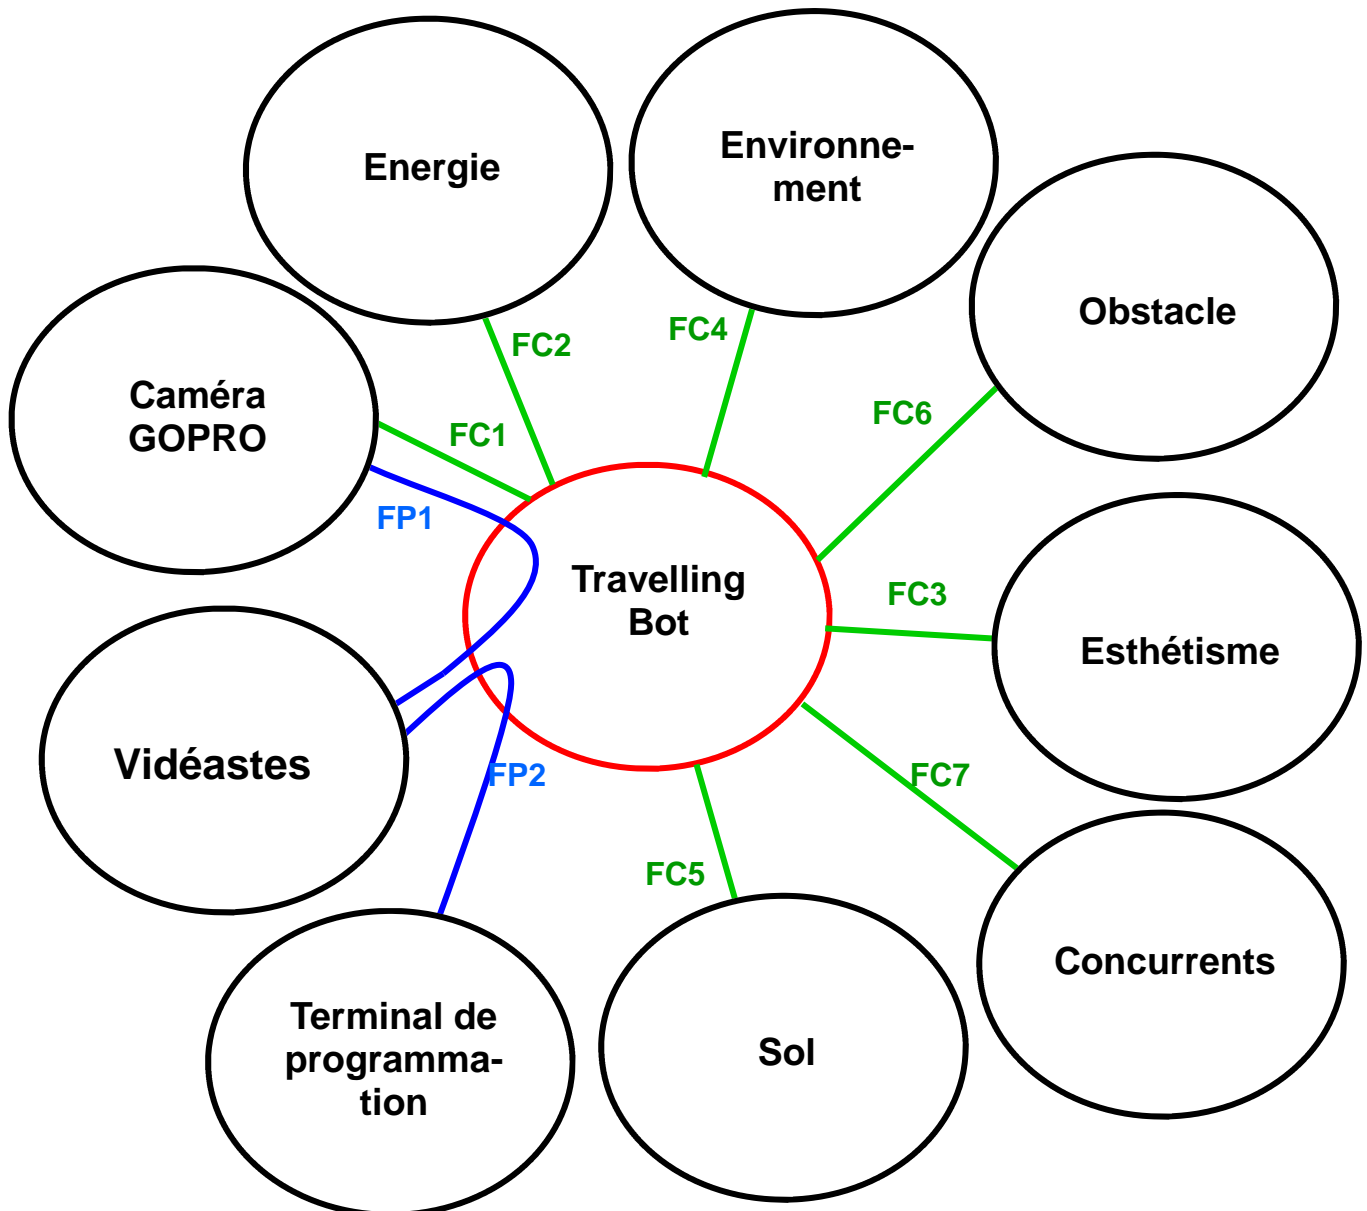 Energie
Environne-
ment
Obstacle
Caméra
GOPRO
FC2
FC4
FC6
FC1
FP1
Travelling
Bot
FC3
Esthétisme
Vidéastes
FP2
FC7
FC5
Concurrents
Terminal de
programma-
tion
Sol